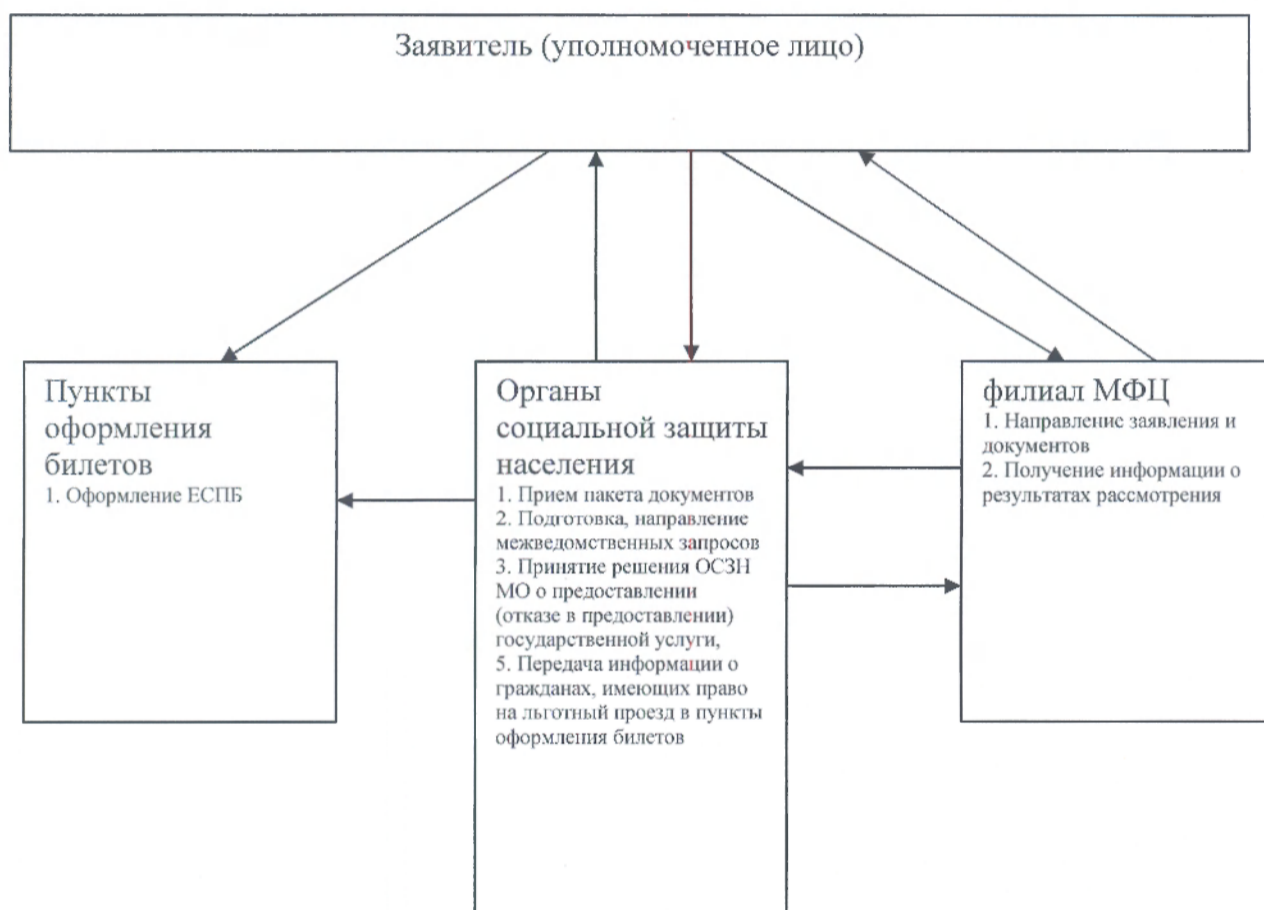 Заявитель (уполномоченное лицо)
Пункты
оформления
билетов
1. Оформление ЕСПБ
Органы
социальной защиты
населения
1. Прием пакета документов
2. Подготовка, направление
межведомственных запросов
3. Принятие решения ОСЗН
МО о предоставлении
(отказе в предоставлении)
государственной услуги,
5. Передача информации о
гражданах, имеющих право
на льготный проезд в пункты
оформления билетов
филиал МФЦ
1. Направление заявления и
документов
2. Получение информации о
результатах рассмотрения